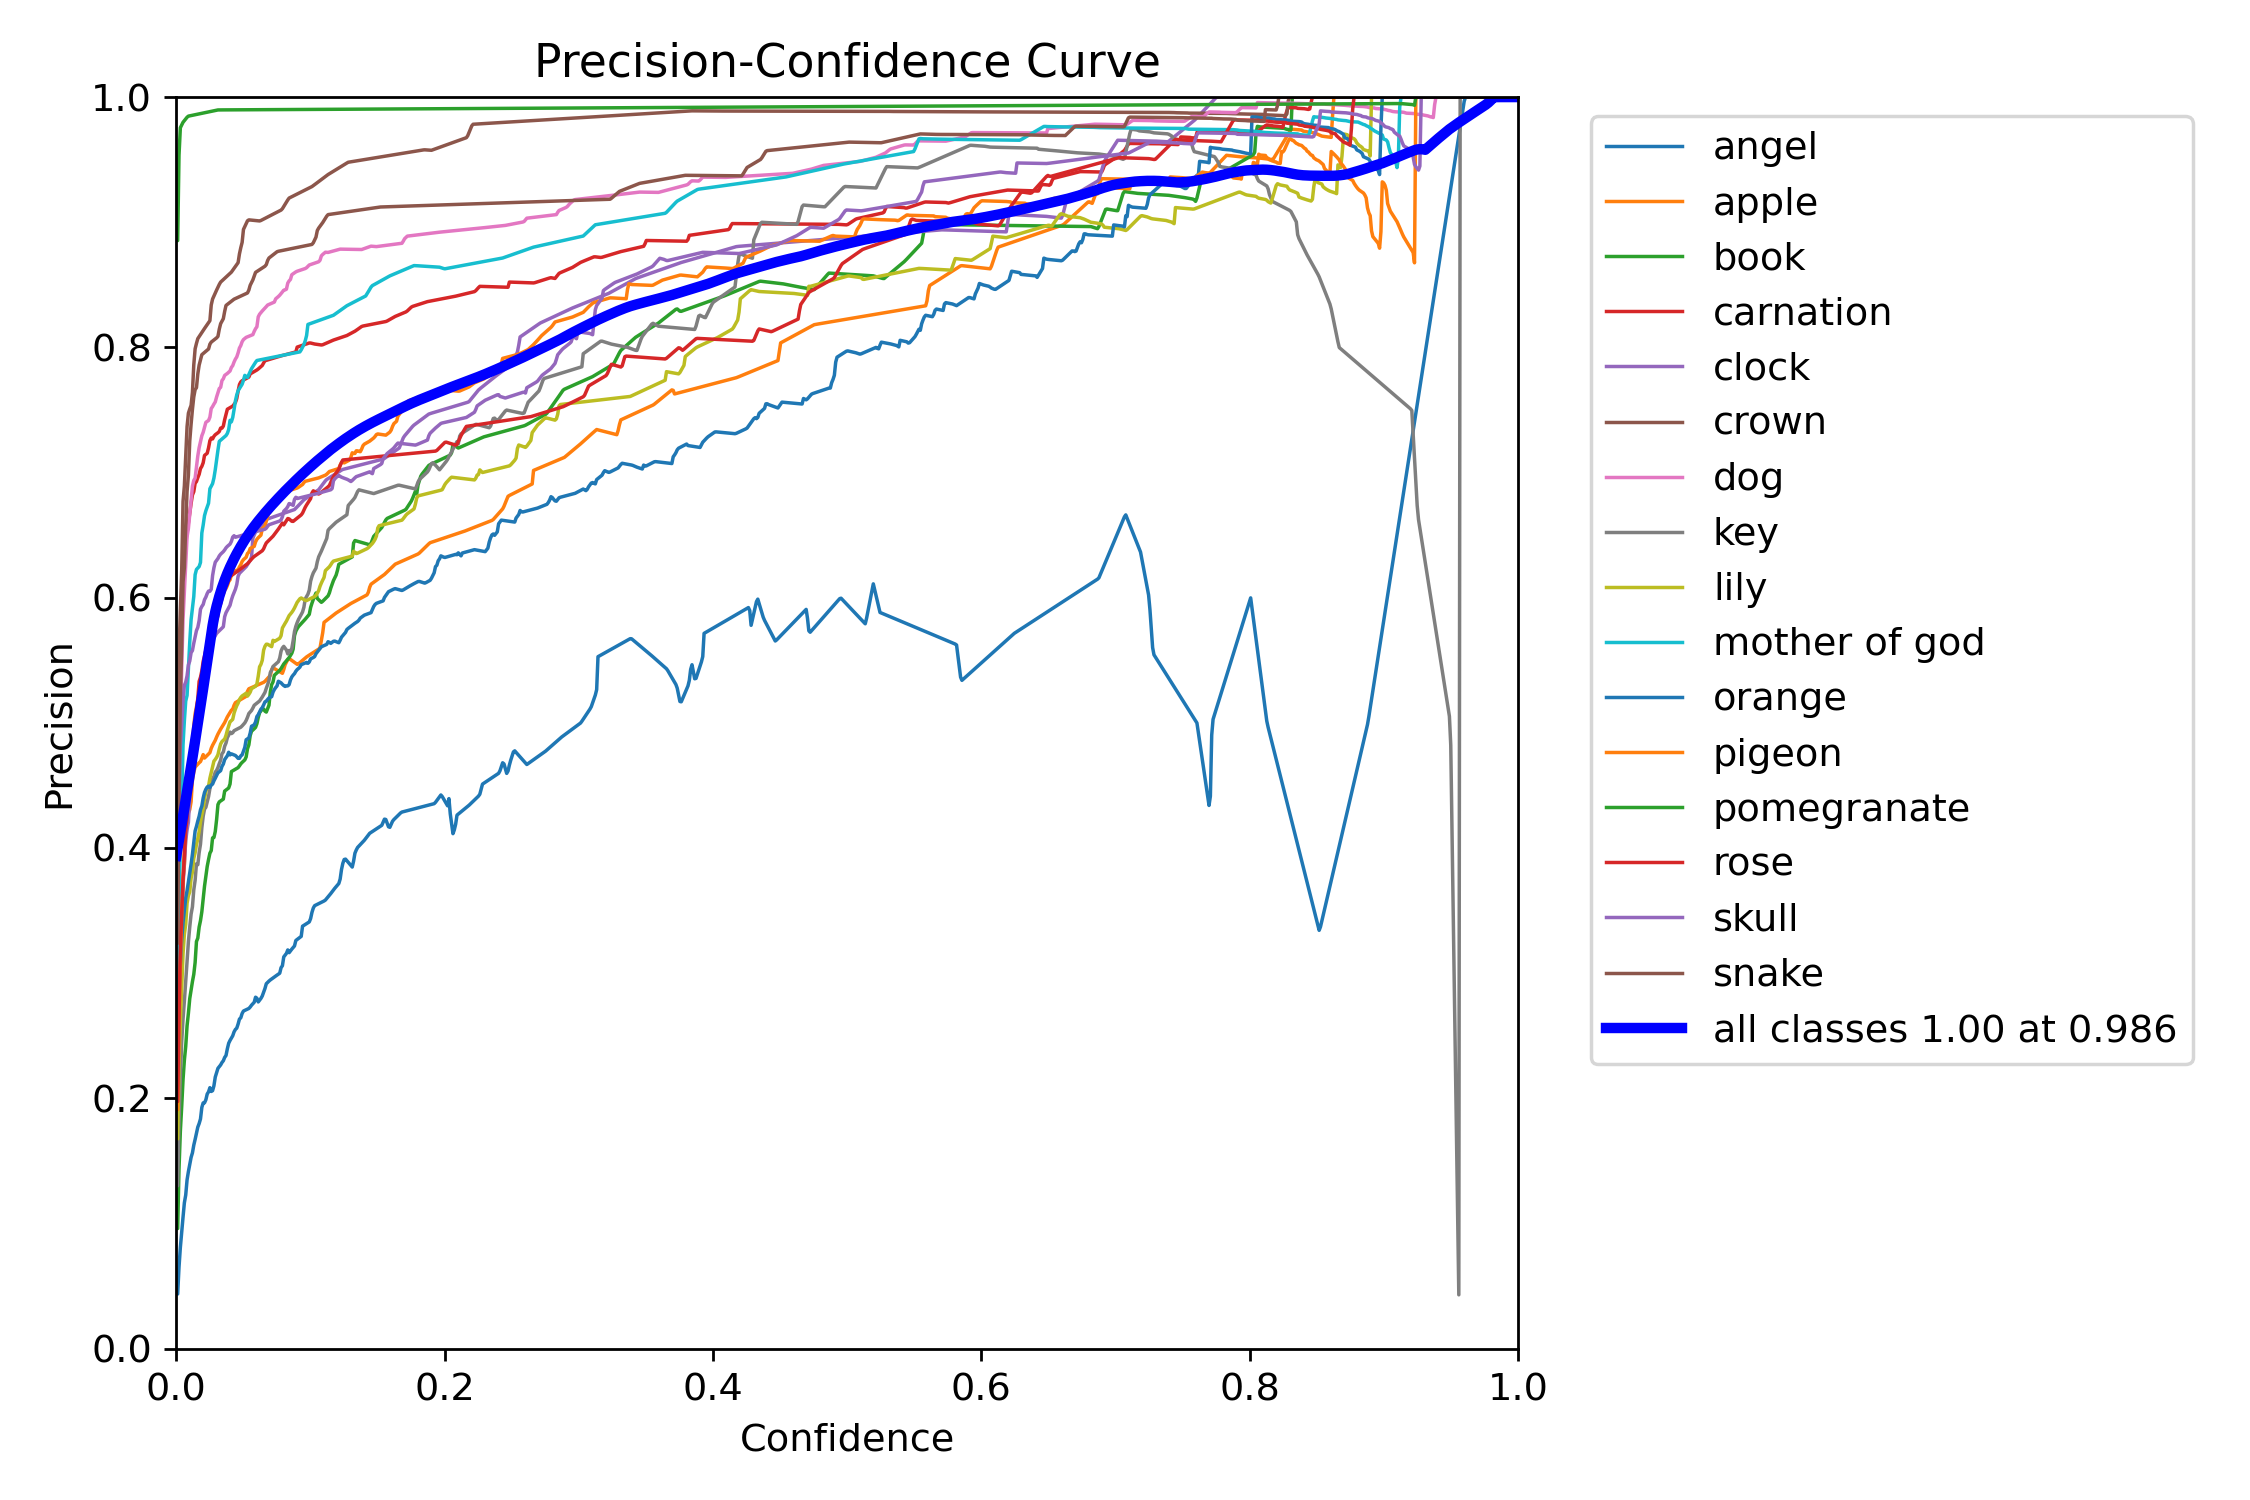 Precision-Confidence Curve
1.0
0.8
0.6
0.4
0.2
0.0
Precision
0.0 0.2 0.4 0.6 0.8 1.0
Confidence
angel
apple
book
carnation
clock
crown
dog
key
lily
mother of god
orange
pigeon
pomegranate
rose
skull
snake
all classes 1.00 at 0.986